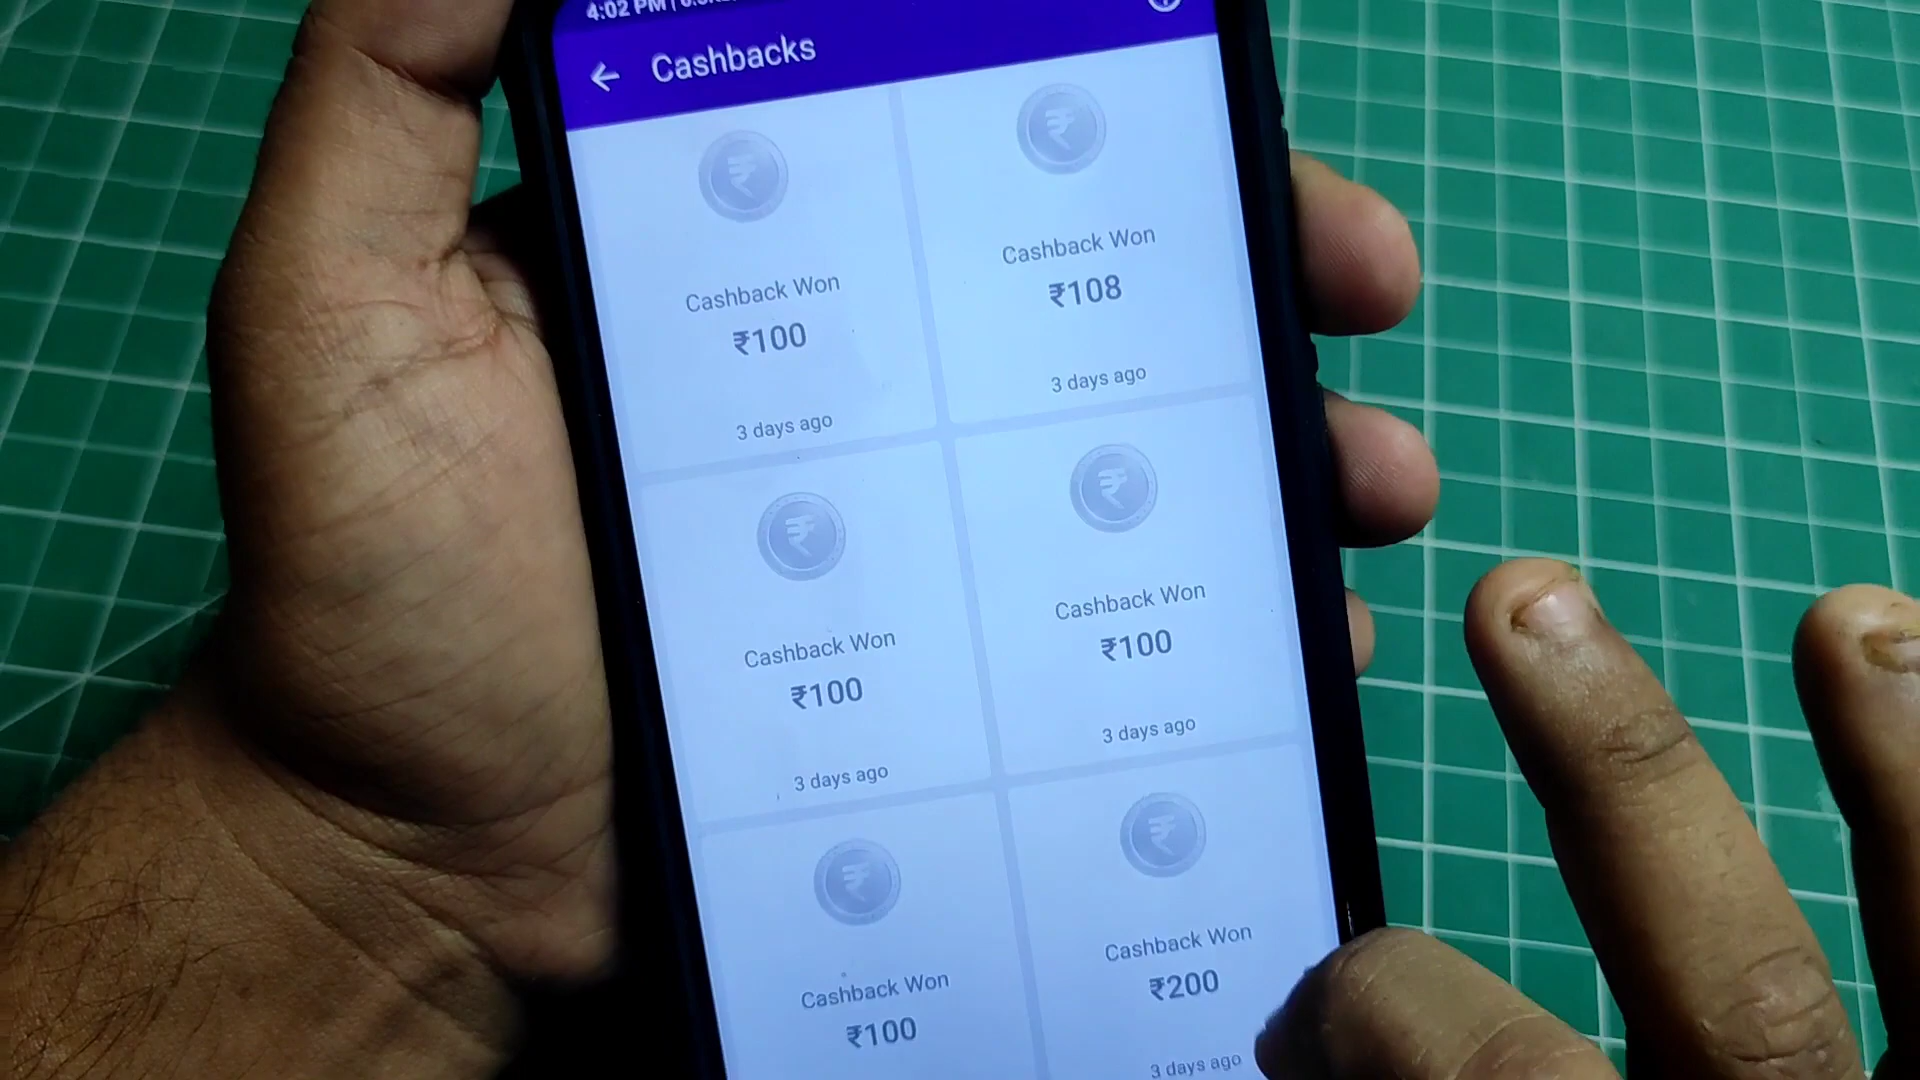 4:02 PM
Cashbacks
Cashback Won
₹100
3 days ago
Cashback Won
₹108
3 days ago
Cashback Won
₹100
3 days ago
Cashback Won
₹100
3 days ago
Cashback Won
₹100
Cashback Won
₹200
3 days ago